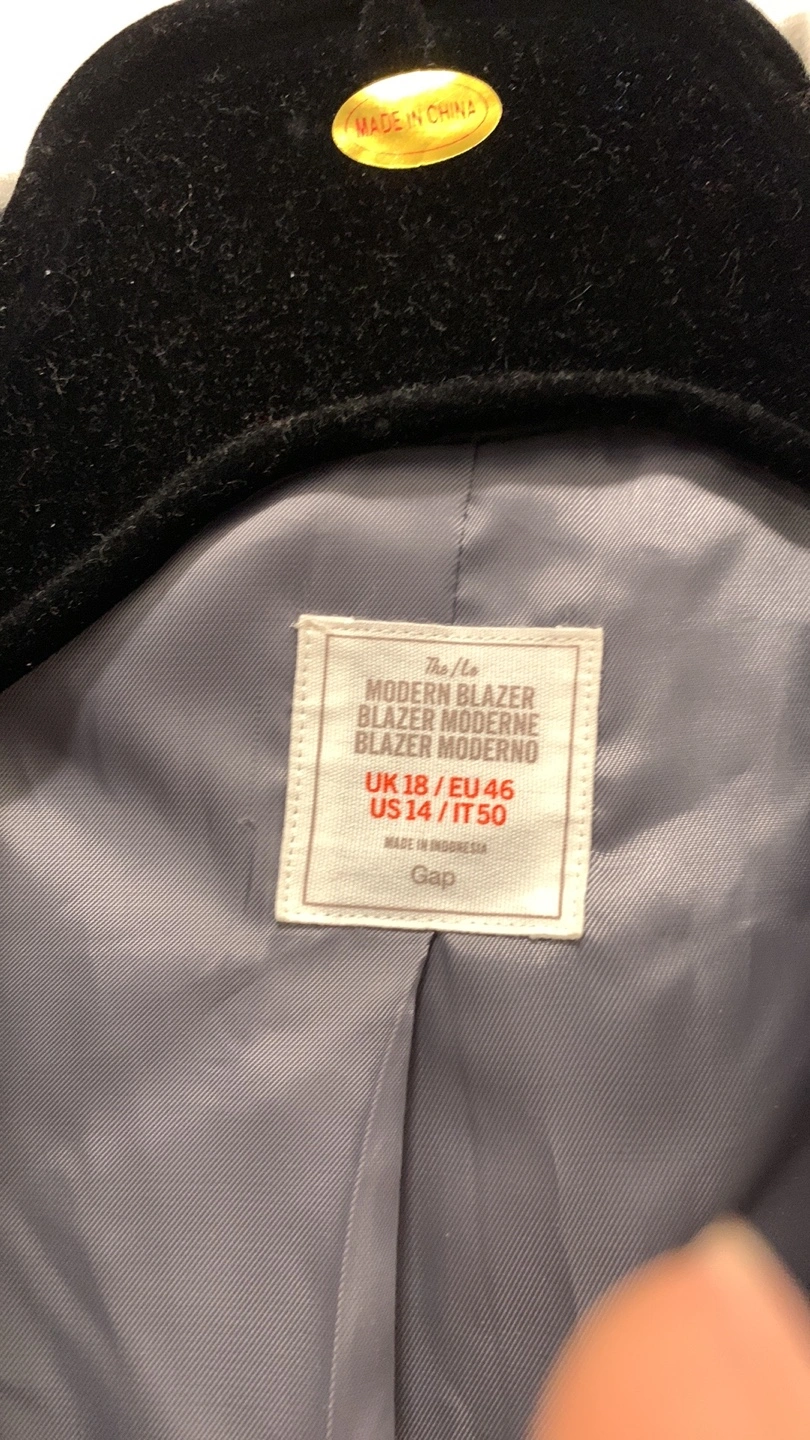 MADE IN CHINA
The/Le
MODERN BLAZER
BLAZER MODERNE
BLAZER MODERNO
UK 18 / EU 46
US 14 / IT 50
MADE IN INDONESIA
Gap